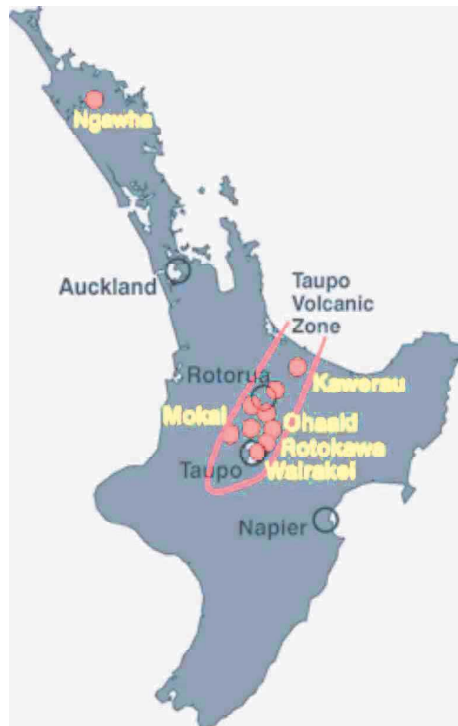 Ngawha
Auckland
Taupo
Volcanic
Zone
Rotorua
Kawerau
Mokai
Ohaaki
Rotokawa
Taupo
Wairakei
Napier